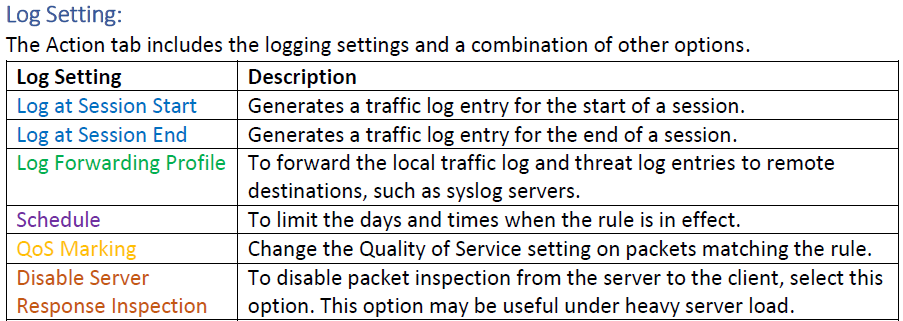 Log Setting:
The Action tab includes the logging settings and a combination of other options.
Log Setting Description
Log at Session Start Generates a traffic log entry for the start of a session.
Log at Session End Generates a traffic log entry for the end of a session.
Log Forwarding Profile To forward the local traffic log and threat log entries to remote
destinations, such as syslog servers.
Schedule To limit the days and times when the rule is in effect.
QoS Marking Change the Quality of Service setting on packets matching the rule.
Disable Server To disable packet inspection from the server to the client, select this
Response Inspection option. This option may be useful under heavy server load.